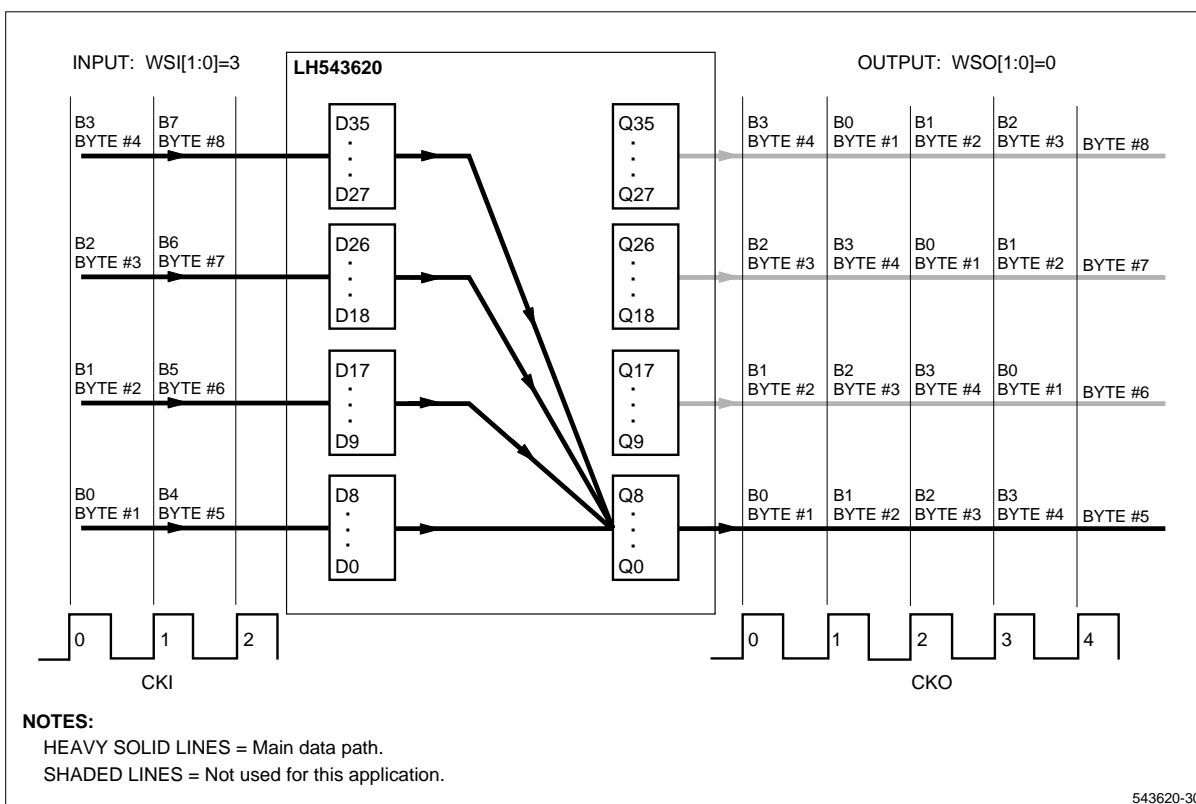 INPUT: WSI[1:0]=3
LH543620
OUTPUT: WSO[1:0]=0
B3 B7
BYTE #4 BYTE #8
D35
.
.
.
D27
Q35
.
.
.
Q27
B3 B0 B1 B2
BYTE #4 BYTE #1 BYTE #2 BYTE #3 BYTE #8
B2 B6
BYTE #3 BYTE #7
D26
.
.
.
D18
Q26
.
.
.
Q18
B2 B3 B0 B1
BYTE #3 BYTE #4 BYTE #1 BYTE #2 BYTE #7
B1 B5
BYTE #2 BYTE #6
D17
.
.
.
D9
Q17
.
.
.
Q9
B1 B2 B3 B0
BYTE #2 BYTE #3 BYTE #4 BYTE #1 BYTE #6
B0 B4
BYTE #1 BYTE #5
D8
.
.
.
D0
Q8
.
.
.
Q0
B0 B1 B2 B3
BYTE #1 BYTE #2 BYTE #3 BYTE #4 BYTE #5
0 1 2
0 1 2 3 4
CKI
CKO
NOTES:
HEAVY SOLID LINES = Main data path.
SHADED LINES = Not used for this application.
543620-30